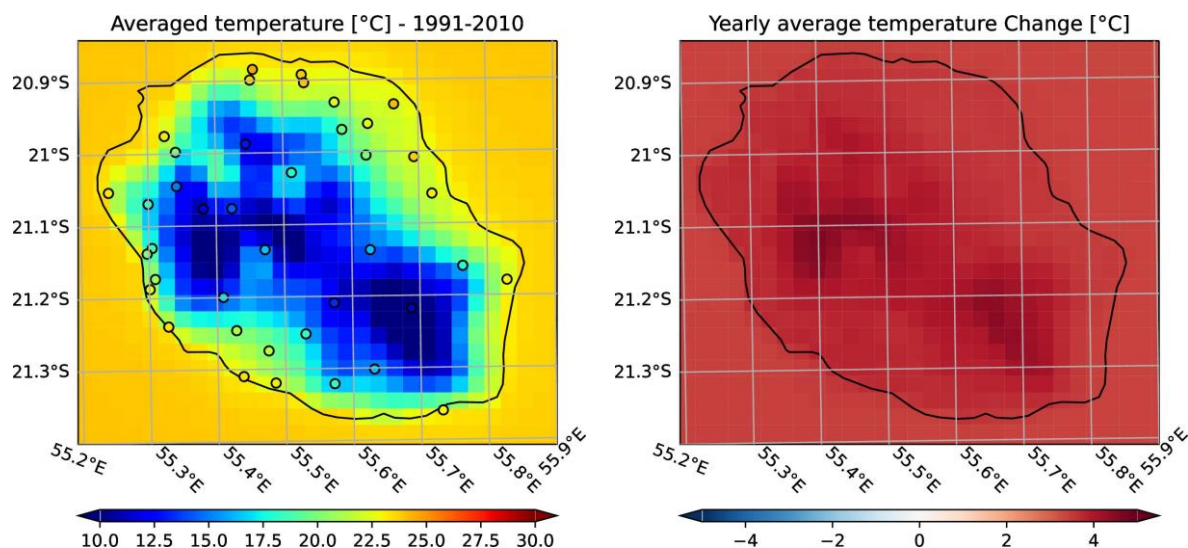 Averaged temperature [°C] - 1991-2010
20.9°S
21°S
21.1°S
21.2°S
21.3°S
55.2°E
55.3°E
55.4°E
55.5°E
55.6°E
55.7°E
55.8°E
55.9°E
10.0 12.5 15.0 17.5 20.0 22.5 25.0 27.5 30.0
Yearly average temperature Change [°C]
20.9°S
21°S
21.1°S
21.2°S
21.3°S
55.2°E
55.3°E
55.4°E
55.5°E
55.6°E
55.7°E
55.8°E
55.9°E
−4 −2 0 2 4